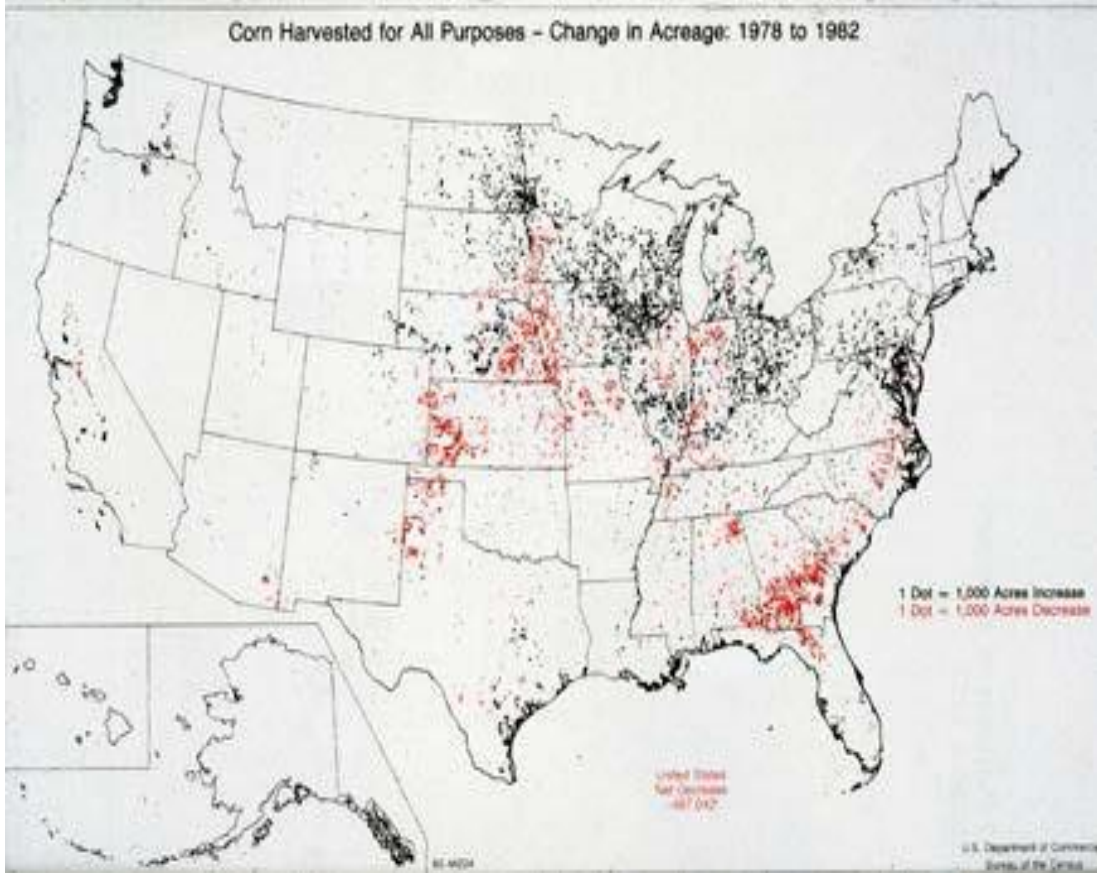 Corn Harvested for All Purposes – Change in Acreage: 1978 to 1982
1 Dot = 1,000 Acres Increase
1 Dot = 1,000 Acres Decrease
United States
Net Decrease
U.S. Department of Commerce
Bureau of the Census